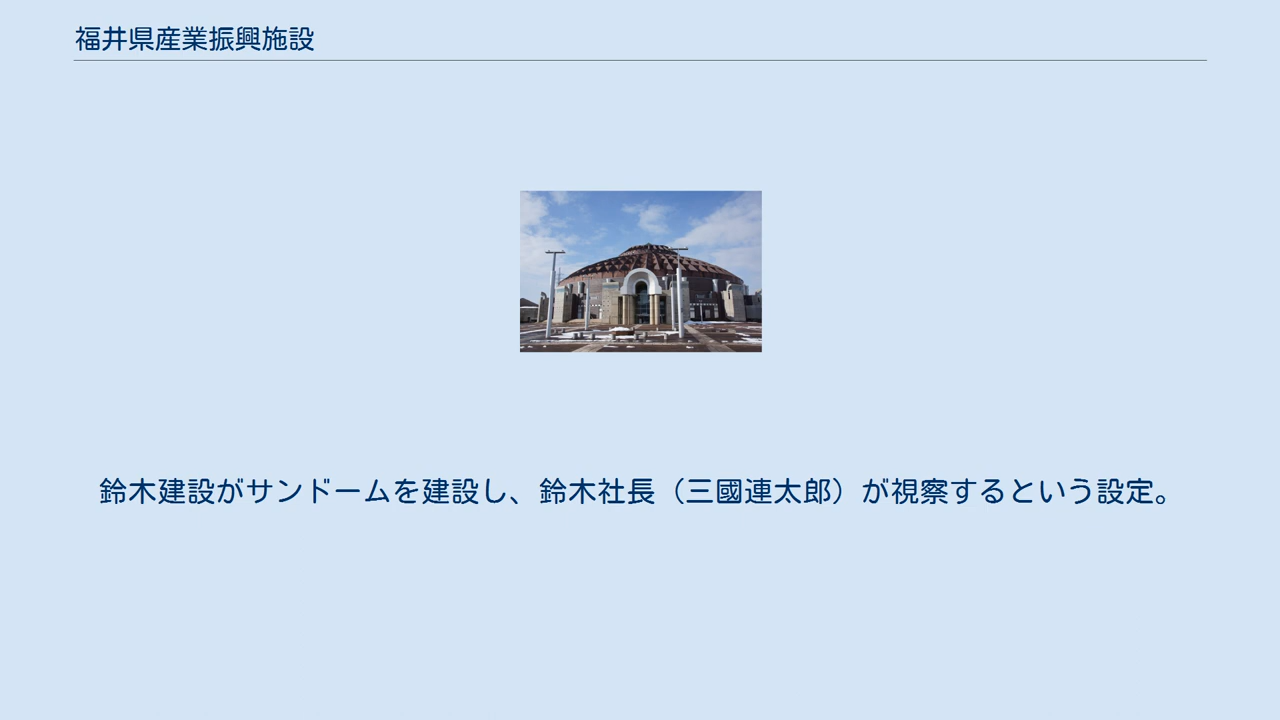 福井県産業振興施設
鈴木建設がサンドームを建設し、鈴木社長（三國連太郎）が視察するという設定。